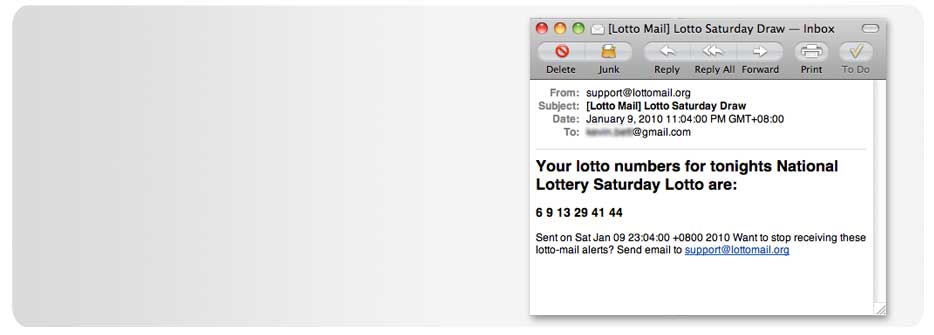 [Lotto Mail] Lotto Saturday Draw — Inbox
Delete Junk Reply Reply All Forward Print To Do
From: support@lottomail.org
Subject: [Lotto Mail] Lotto Saturday Draw
Date: January 9, 2010 11:04:00 PM GMT+08:00
To: @gmail.com
Your lotto numbers for tonights National
Lottery Saturday Lotto are:
6 9 13 29 41 44
Sent on Sat Jan 09 23:04:00 +0800 2010 Want to stop receiving these
lotto-mail alerts? Send email to support@lottomail.org